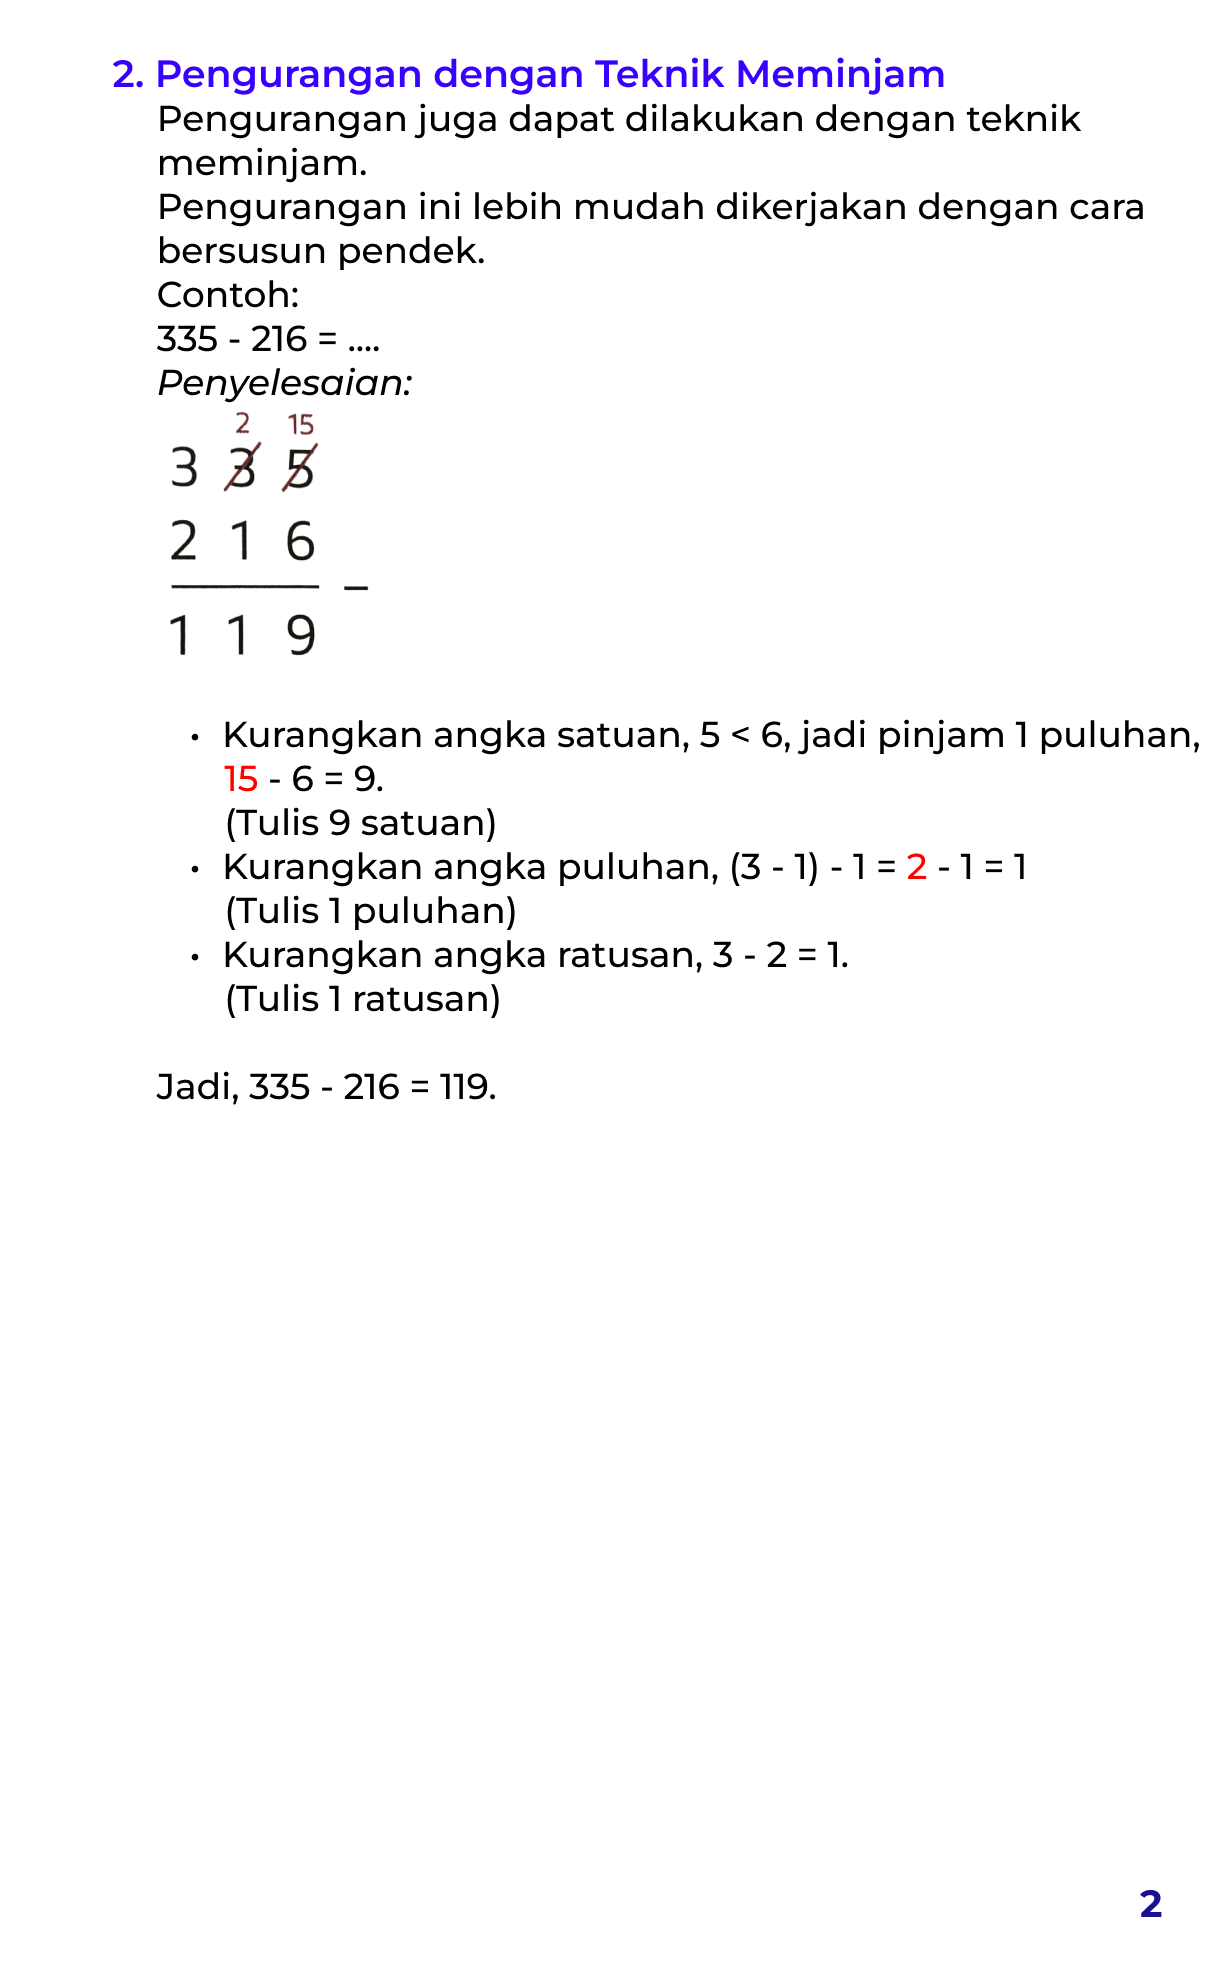 2. Pengurangan dengan Teknik Meminjam
Pengurangan juga dapat dilakukan dengan teknik
meminjam.
Pengurangan ini lebih mudah dikerjakan dengan cara
bersusun pendek.
Contoh:
335 - 216 = ....
Penyelesaian:
2 15
3 3 5
2 1 6
–
1 1 9
• Kurangkan angka satuan, 5 < 6, jadi pinjam 1 puluhan,
15 - 6 = 9.
(Tulis 9 satuan)
• Kurangkan angka puluhan, (3 - 1) - 1 = 2 - 1 = 1
(Tulis 1 puluhan)
• Kurangkan angka ratusan, 3 - 2 = 1.
(Tulis 1 ratusan)
Jadi, 335 - 216 = 119.
2